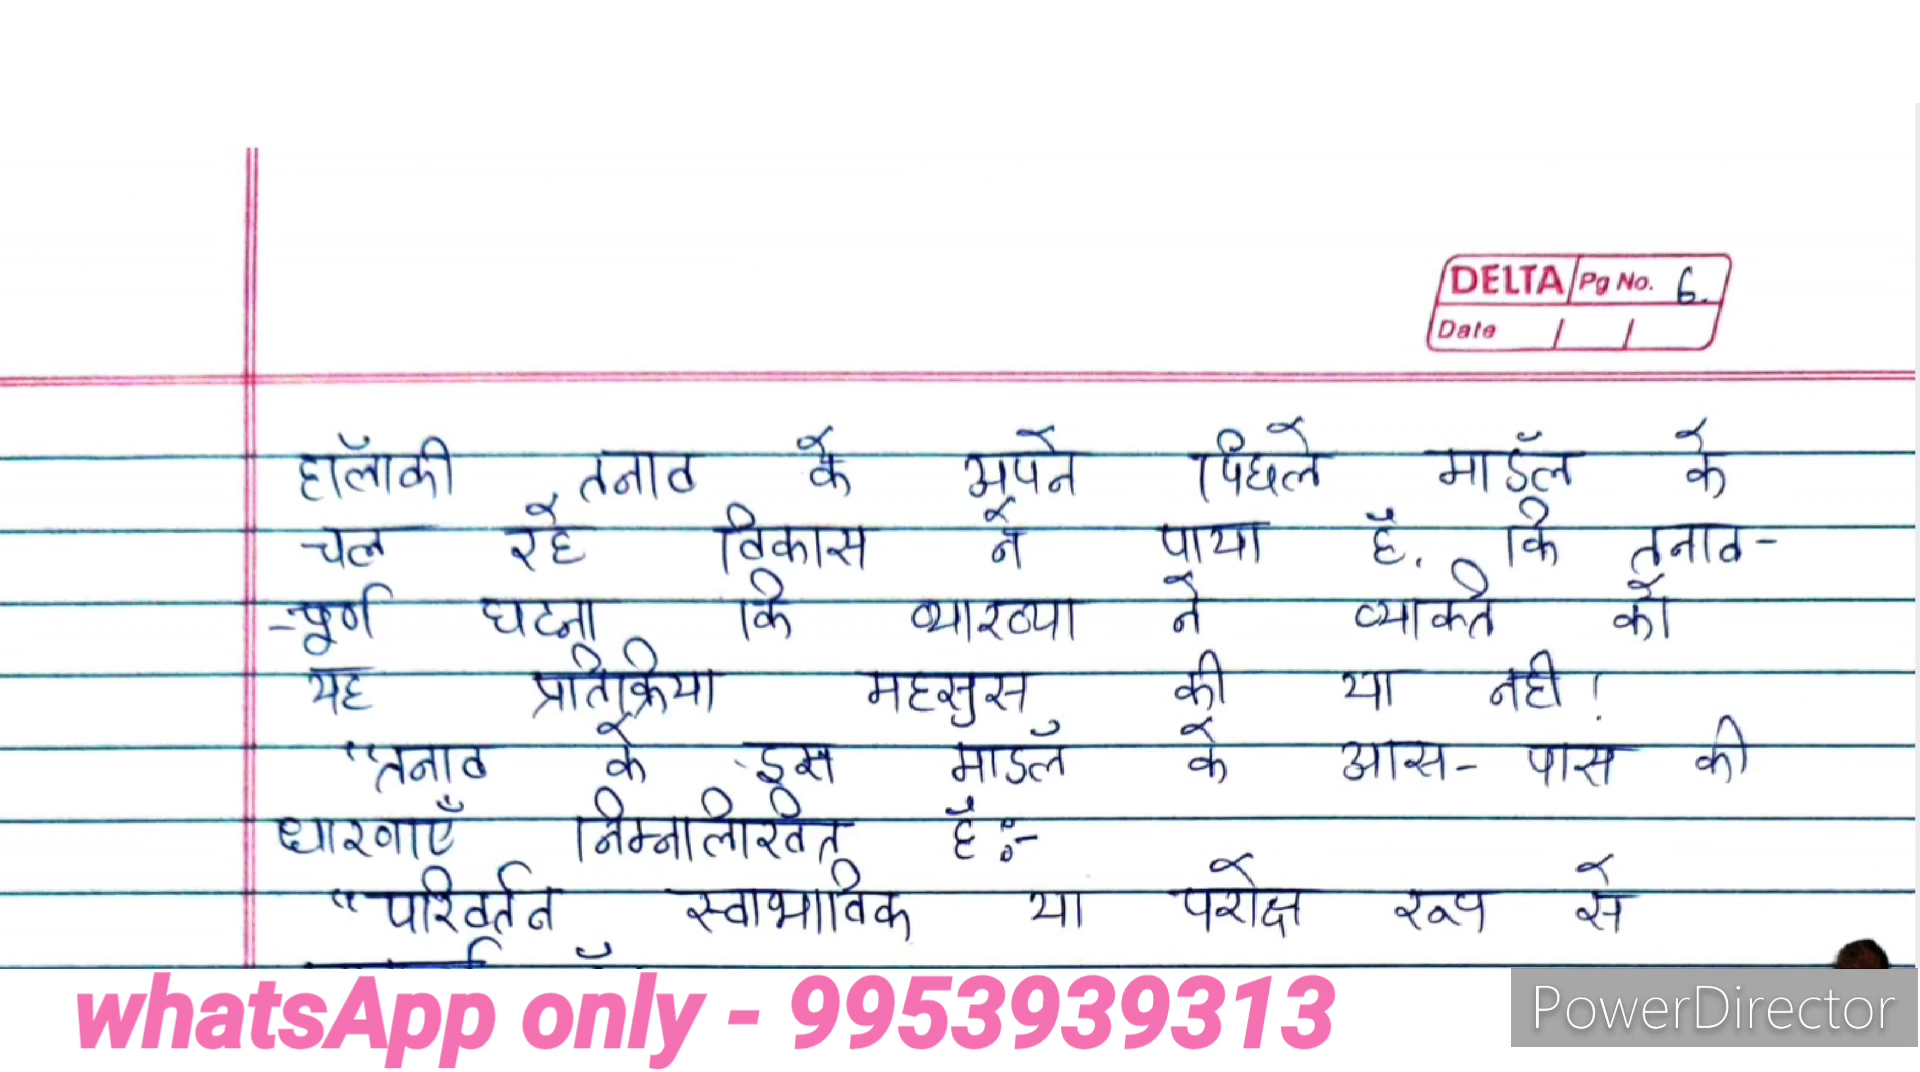 DELTA Pg No. 6.
Date / /
हालॅाकी तनाव के अपने पिछले मॉडल के
चल रहे विकास ने पाया है. कि तनाव-
-पूर्ण घटना कि व्याख्या ने व्यक्ति को
यह प्रतिक्रिया महसुस की या नही!
"तनाव के इस मॉडल के आस-पास की
धारणाएँ निम्नलिखित है:-
"परिवर्तन स्वाभाविक या परोक्ष रूप से
whatsApp only - 9953939313
PowerDirector